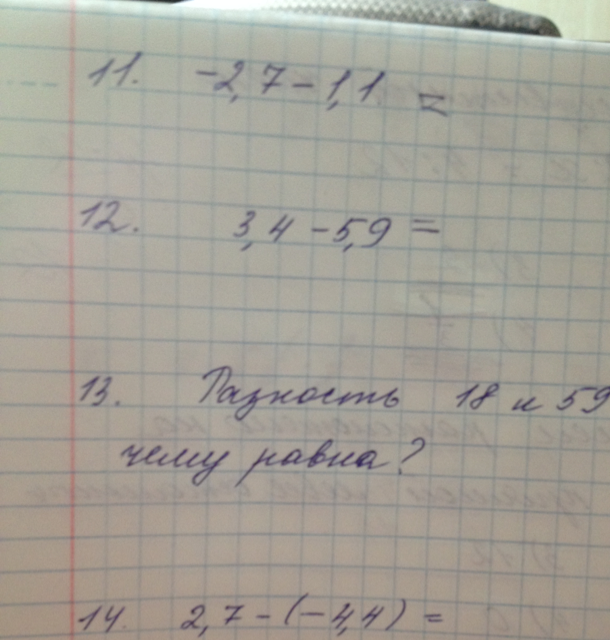 11. -2,7 - 1,1 =
12. 3,4 - 5,9 =
13. Разность 18 и 59
чему равна?
14. 2,7 - (-4,4) =